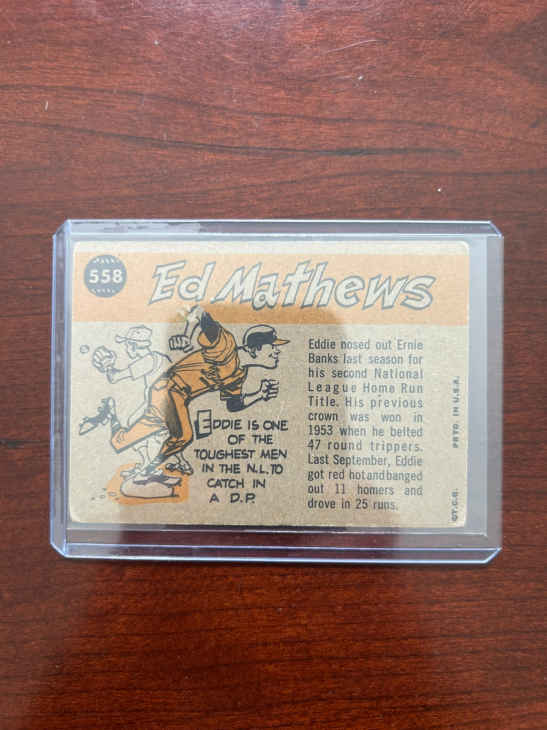 558
Ed Mathews
EDDIE IS ONE
OF THE
TOUGHEST MEN
IN THE N.L. TO
CATCH IN
A D.P.
Eddie nosed out Ernie
Banks last season for
his second National
League Home Run
Title. His previous
crown was won in
1953 when he belted
47 round trippers.
Last September, Eddie
got red hot and banged
out 11 homers and
drove in 25 runs.
©T.C.G. PRTD. IN U.S.A.